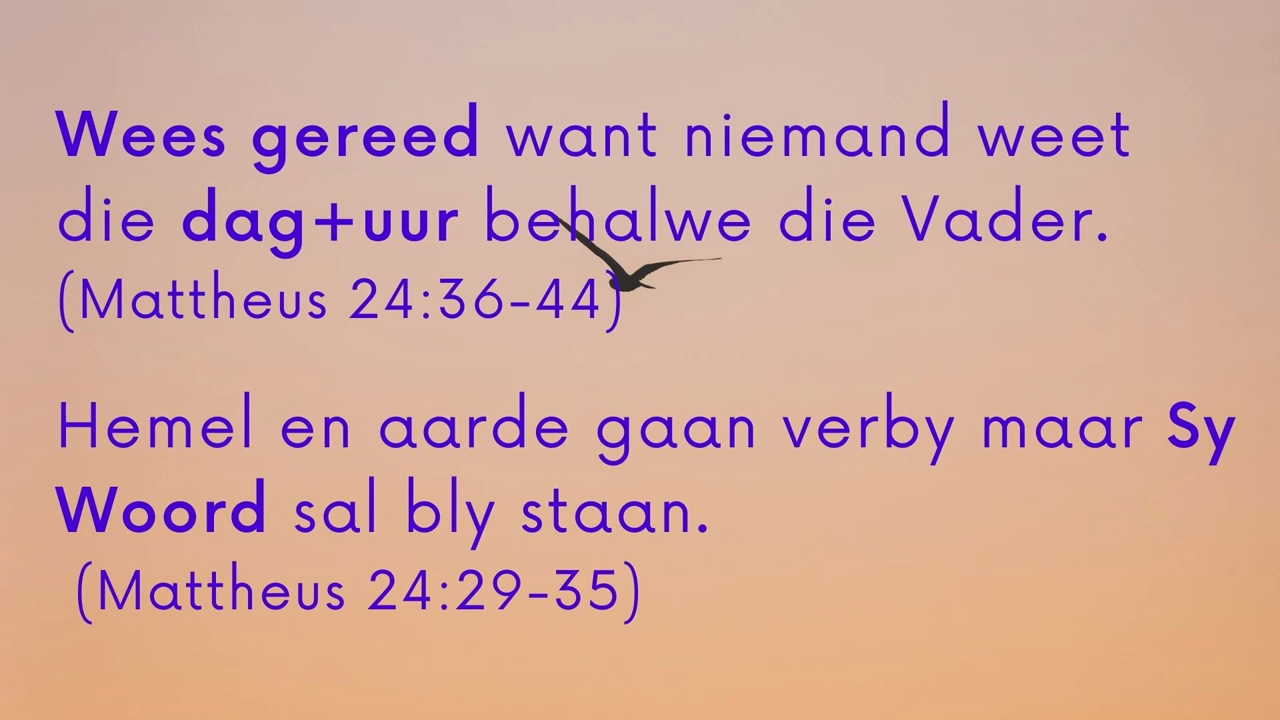 Wees gereed want niemand weet
die dag+uur behalwe die Vader.
(Mattheus 24:36-44)
Hemel en aarde gaan verby maar Sy
Woord sal bly staan.
(Mattheus 24:29-35)